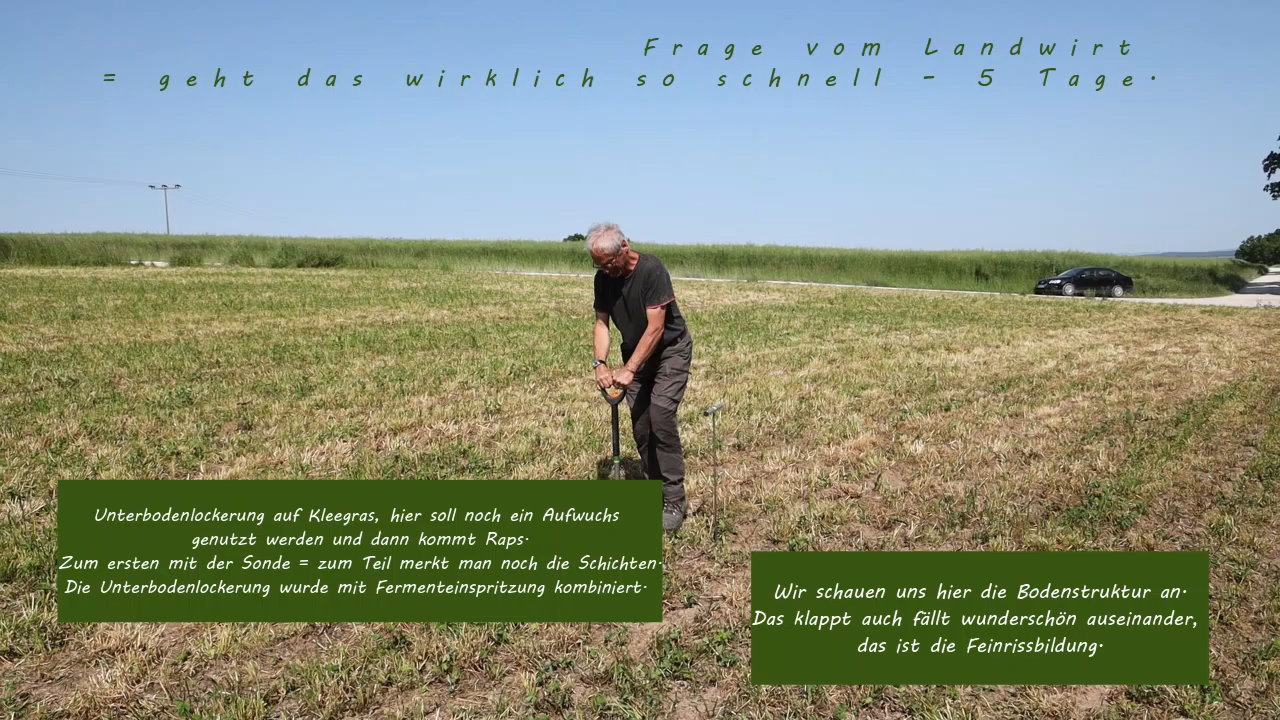 Frage vom Landwirt
= geht das wirklich so schnell - 5 Tage.
Unterbodenlockerung auf Kleegras, hier soll noch ein Aufwuchs
genutzt werden und dann kommt Raps.
Zum ersten mit der Sonde = zum Teil merkt man noch die Schichten.
Die Unterbodenlockerung wurde mit Fermenteinspritzung kombiniert.
Wir schauen uns hier die Bodenstruktur an.
Das klappt auch fällt wunderschön auseinander,
das ist die Feinrissbildung.